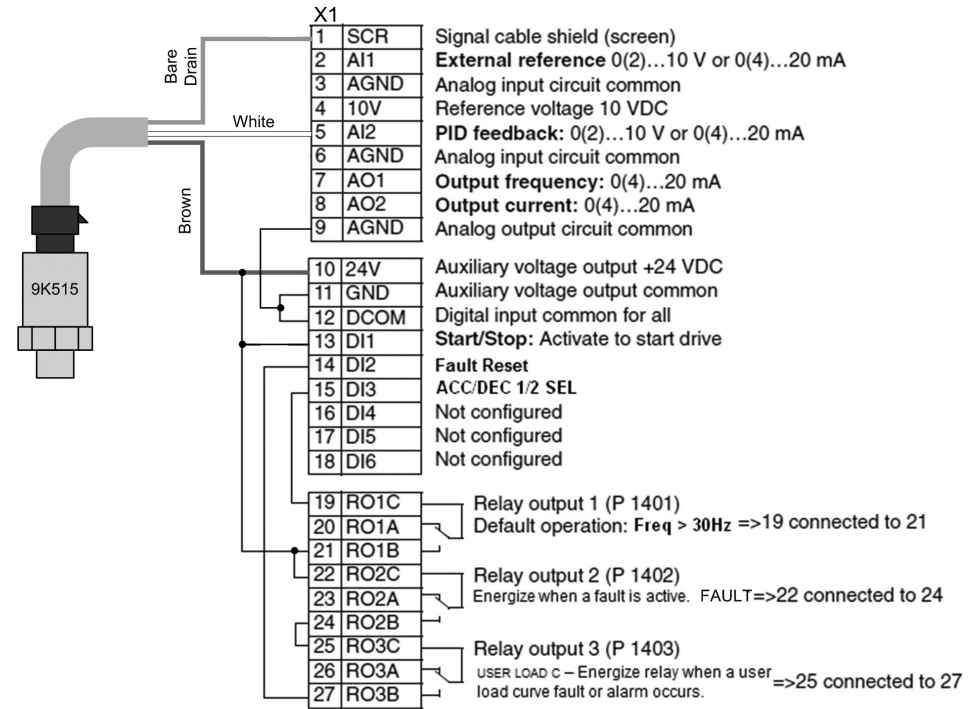 X1
1 SCR Signal cable shield (screen)
2 AI1 External reference 0(2)...10 V or 0(4)...20 mA
3 AGND Analog input circuit common
4 10V Reference voltage 10 VDC
5 AI2 PID feedback: 0(2)...10 V or 0(4)...20 mA
6 AGND Analog input circuit common
7 AO1 Output frequency: 0(4)...20 mA
8 AO2 Output current: 0(4)...20 mA
9 AGND Analog output circuit common
10 24V Auxiliary voltage output +24 VDC
11 GND Auxiliary voltage output common
12 DCOM Digital input common for all
13 DI1 Start/Stop: Activate to start drive
14 DI2 Fault Reset
15 DI3 ACC/DEC 1/2 SEL
16 DI4 Not configured
17 DI5 Not configured
18 DI6 Not configured
19 RO1C Relay output 1 (P 1401)
20 RO1A Default operation: Freq > 30Hz =>19 connected to 21
21 RO1B
22 RO2C Relay output 2 (P 1402)
23 RO2A Energize when a fault is active. FAULT=>22 connected to 24
24 RO2B
25 RO3C Relay output 3 (P 1403)
26 RO3A USER LOAD C – Energize relay when a user =>25 connected to 27
27 RO3B load curve fault or alarm occurs.
Bare
Drain
White
Brown
9K515